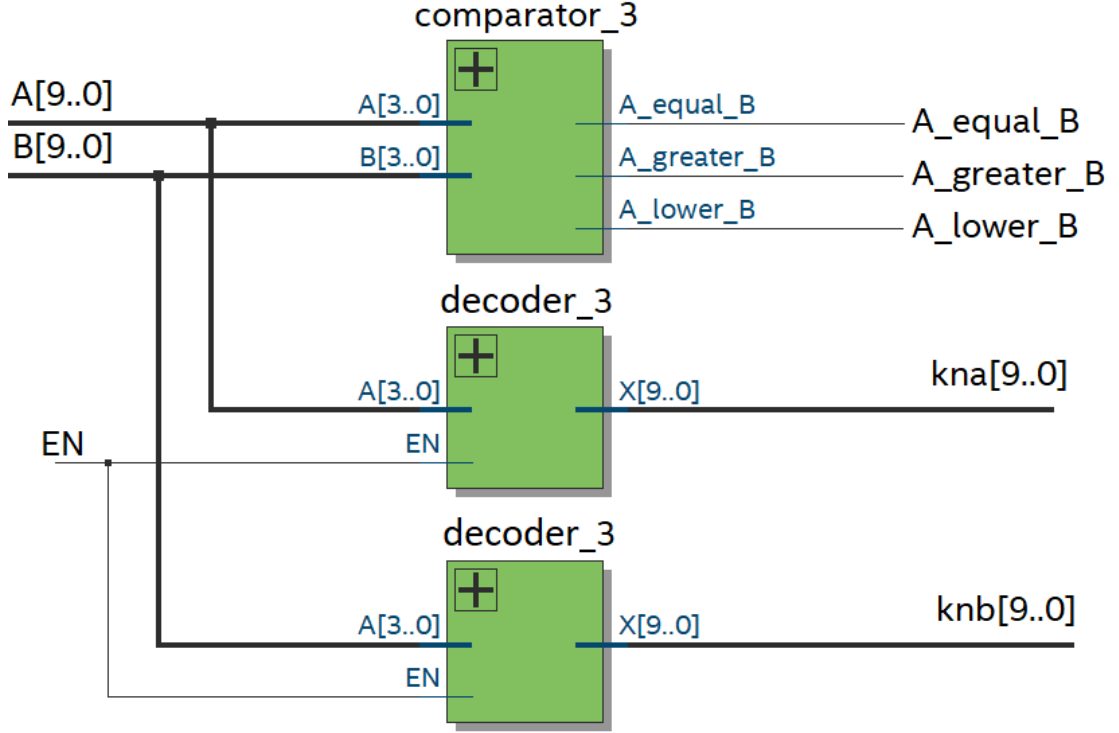 comparator_3
A[9..0]
A[3..0]
A_equal_B
A_equal_B
B[9..0]
B[3..0]
A_greater_B
A_greater_B
A_lower_B
A_lower_B
decoder_3
A[3..0]
X[9..0]
kna[9..0]
EN
EN
decoder_3
A[3..0]
X[9..0]
knb[9..0]
EN